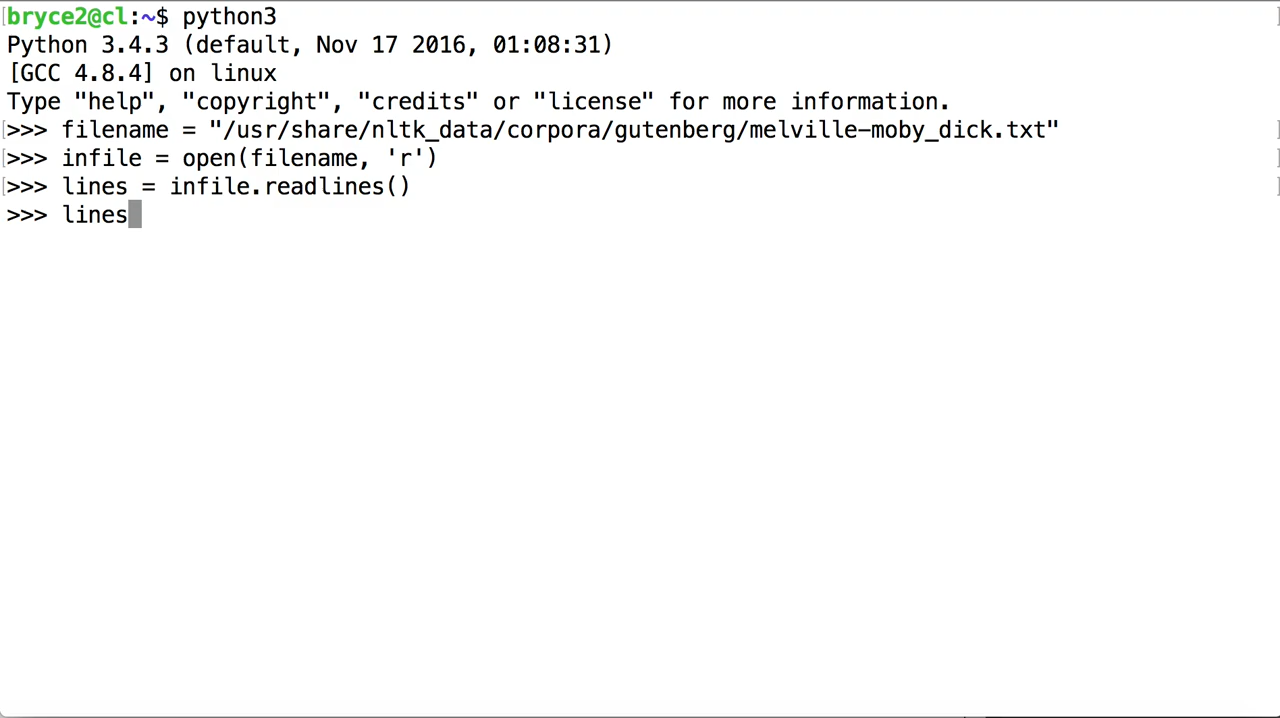 [bryce2@cl:~$ python3 ]
Python 3.4.3 (default, Nov 17 2016, 01:08:31)
[GCC 4.8.4] on linux
Type "help", "copyright", "credits" or "license" for more information.
[>>> filename = "/usr/share/nltk_data/corpora/gutenberg/melville-moby_dick.txt" ]
[>>> infile = open(filename, 'r') ]
[>>> lines = infile.readlines() ]
>>> lines